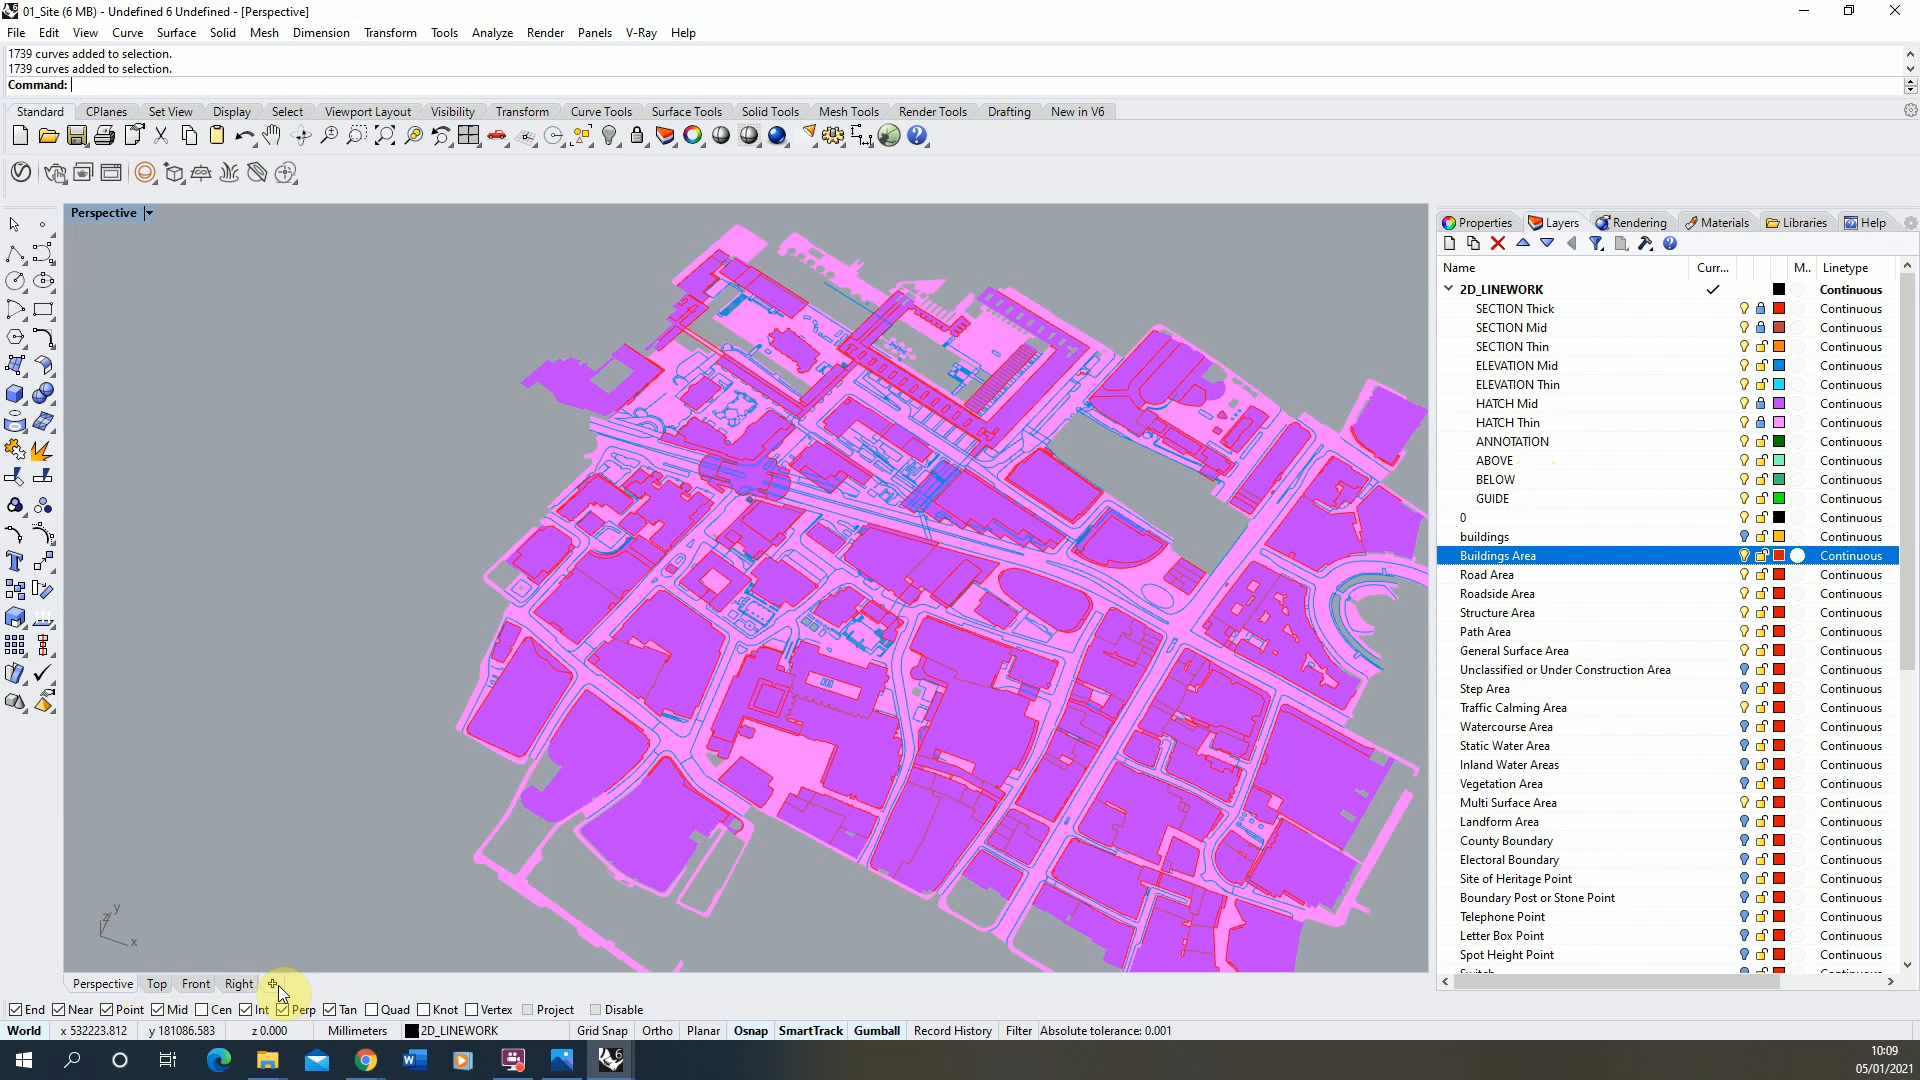 01_Site (6 MB) - Undefined 6 Undefined - [Perspective]
File Edit View Curve Surface Solid Mesh Dimension Transform Tools Analyze Render Panels V-Ray Help
1739 curves added to selection.
1739 curves added to selection.
Command:
Standard CPlanes Set View Display Select Viewport Layout Visibility Transform Curve Tools Surface Tools Solid Tools Mesh Tools Render Tools Drafting New in V6
Perspective
Properties Layers Rendering Materials Libraries Help
Name Curr... M.. Linetype
2D_LINEWORK Continuous
SECTION Thick Continuous
SECTION Mid Continuous
SECTION Thin Continuous
ELEVATION Mid Continuous
ELEVATION Thin Continuous
HATCH Mid Continuous
HATCH Thin Continuous
ANNOTATION Continuous
ABOVE Continuous
BELOW Continuous
GUIDE Continuous
0 Continuous
buildings Continuous
Buildings Area Continuous
Road Area Continuous
Roadside Area Continuous
Structure Area Continuous
Path Area Continuous
General Surface Area Continuous
Unclassified or Under Construction Area Continuous
Step Area Continuous
Traffic Calming Area Continuous
Watercourse Area Continuous
Static Water Area Continuous
Inland Water Areas Continuous
Vegetation Area Continuous
Multi Surface Area Continuous
Landform Area Continuous
County Boundary Continuous
Electoral Boundary Continuous
Site of Heritage Point Continuous
Boundary Post or Stone Point Continuous
Telephone Point Continuous
Letter Box Point Continuous
Spot Height Point Continuous
z y x
Perspective Top Front Right
End Near Point Mid Cen Int Perp Tan Quad Knot Vertex Project Disable
World x 532223.812 y 181086.583 z 0.000 Millimeters 2D_LINEWORK Grid Snap Ortho Planar Osnap SmartTrack Gumball Record History Filter Absolute tolerance: 0.001
10:09
05/01/2021